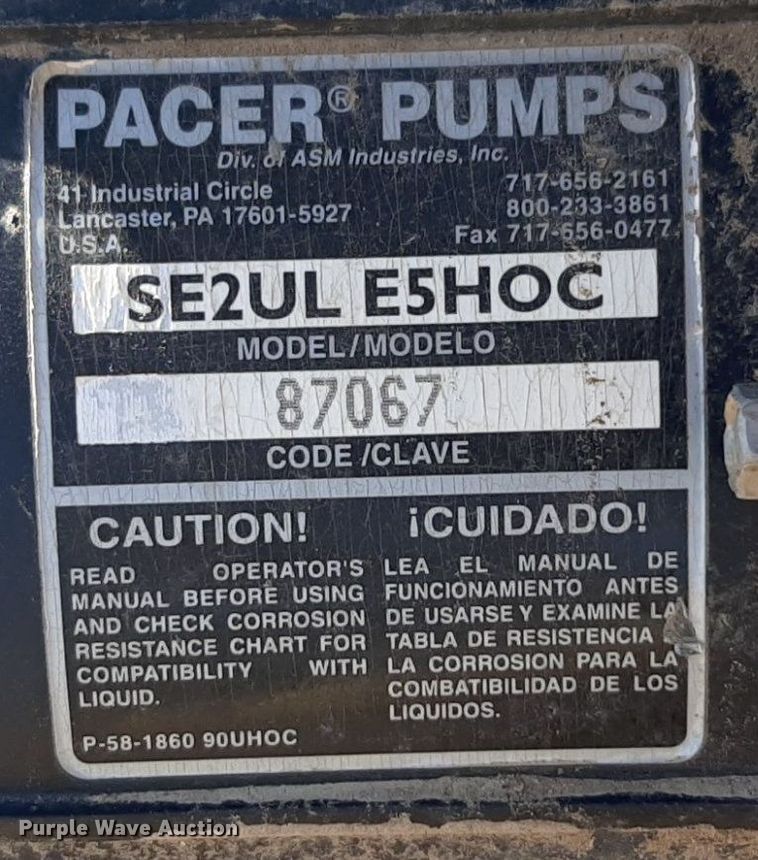 PACER® PUMPS
Div. of ASM Industries, Inc.
41 Industrial Circle
Lancaster, PA 17601-5927
U.S.A.
717-656-2161
800-233-3861
Fax 717-656-0477
SE2UL E5HOC
MODEL/MODELO
87067
CODE/CLAVE
CAUTION!
READ OPERATOR'S
MANUAL BEFORE USING
AND CHECK CORROSION
RESISTANCE CHART FOR
COMPATIBILITY WITH
LIQUID.
P-58-1860 90UHOC
¡CUIDADO!
LEA EL MANUAL DE
FUNCIONAMIENTO ANTES
DE USARSE Y EXAMINE LA
TABLA DE RESISTENCIA
LA CORROSION PARA LA
COMBATIBILIDAD DE LOS
LIQUIDOS.
Purple Wave Auction